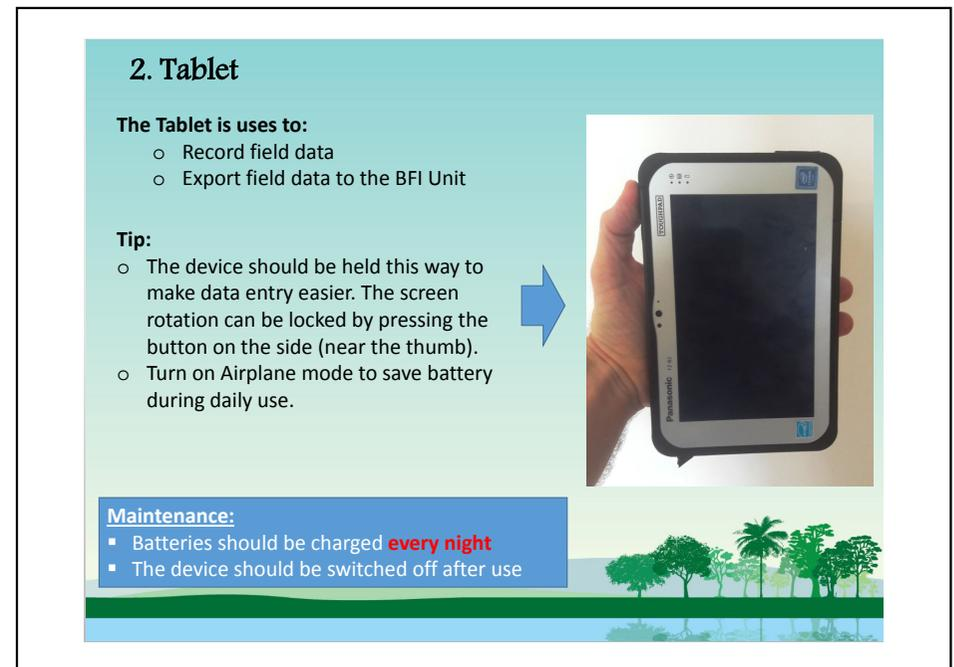 2. Tablet
The Tablet is uses to:
o Record field data
o Export field data to the BFI Unit
Tip:
o The device should be held this way to
make data entry easier. The screen
rotation can be locked by pressing the
button on the side (near the thumb).
o Turn on Airplane mode to save battery
during daily use.
TOUGHPAD
Panasonic
Maintenance:
▪ Batteries should be charged every night
▪ The device should be switched off after use